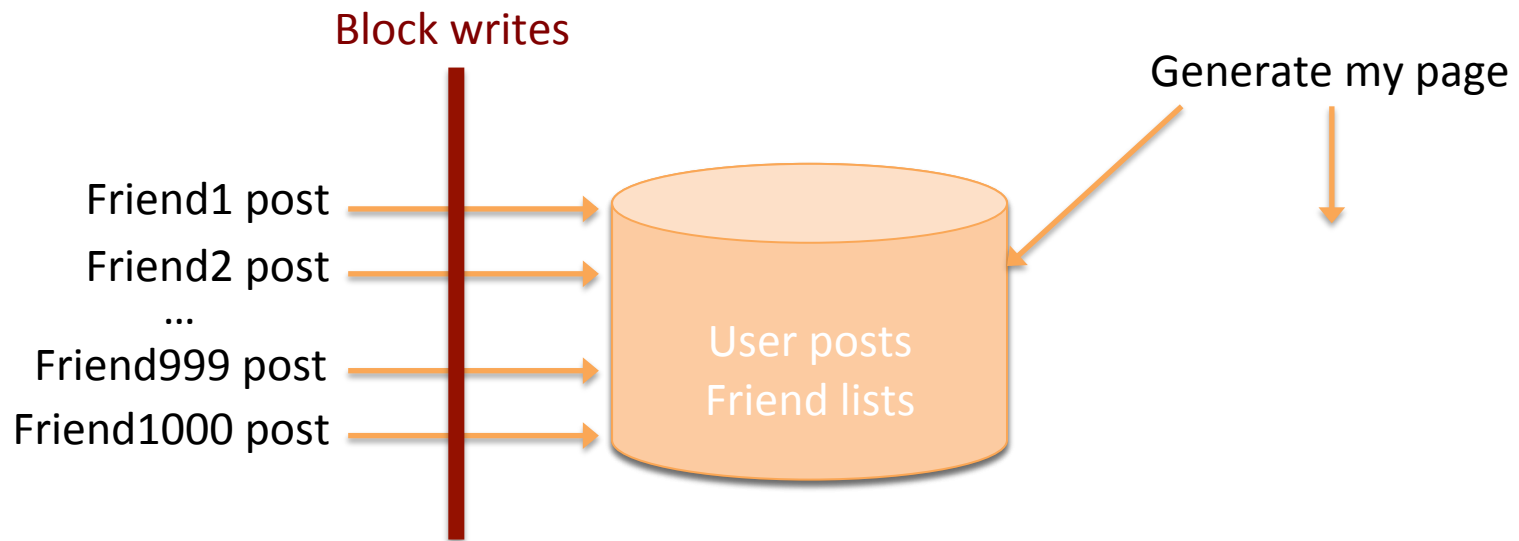 Block writes
Generate my page
Friend1 post
Friend2 post
...
Friend999 post
Friend1000 post
User posts
Friend lists